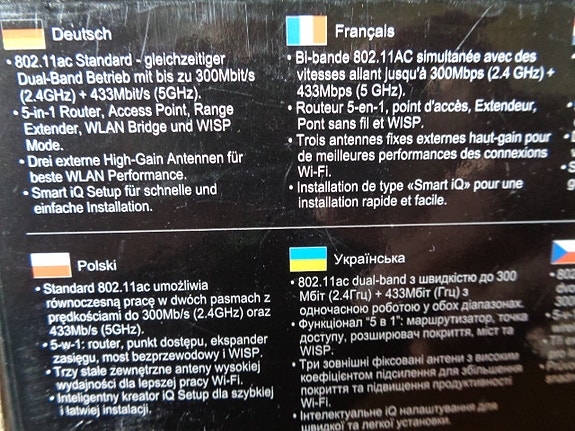 Deutsch
• 802.11ac Standard - gleichzeitiger
Dual-Band Betrieb mit bis zu 300Mbit/s
(2.4GHz) + 433Mbit/s (5GHz).
• 5-in-1 Router, Access Point, Range
Extender, WLAN Bridge und WISP
Mode.
• Drei externe High-Gain Antennen für
beste WLAN Performance.
• Smart iQ Setup für schnelle und
einfache Installation.
Français
• Bi-bande 802.11AC simultanée avec des
vitesses allant jusqu'à 300Mbps (2.4 GHz) +
433Mbps (5 GHz).
• Routeur 5-en-1, point d'accès, Extendeur,
Pont sans fil et WISP.
• Trois antennes fixes externes haut-gain pour
de meilleures performances des connexions
Wi-Fi.
• Installation de type «Smart iQ» pour une
installation rapide et facile.
Polski
• Standard 802.11ac umożliwia
równoczesną pracę w dwóch pasmach z
prędkościami do 300Mb/s (2.4GHz) oraz
433Mb/s (5GHz).
• 5-w-1: router, punkt dostępu, ekspander
zasięgu, most bezprzewodowy i WISP.
• Trzy stałe zewnętrzne anteny wysokiej
wydajności dla lepszej pracy Wi-Fi.
• Inteligentny kreator iQ Setup dla szybkiej
i łatwiej instalacji.
Українська
• 802.11ac dual-band з швидкістю до 300
Мбіт (2.4Ггц) + 433Мбіт (Ггц) з
одночасною роботою у обох діапазонах.
• Функціонал "5 в 1": маршрутизатор, точка
доступу, розширювач покриття, міст та
WISP.
• Три зовнішні фіксовані антени з високим
коефіцієнтом підсилення для збільшення
покриття та підвищення продуктивності
Wi-Fi.
• Інтелектуальне iQ налаштування для
швидкої та легкої установки.